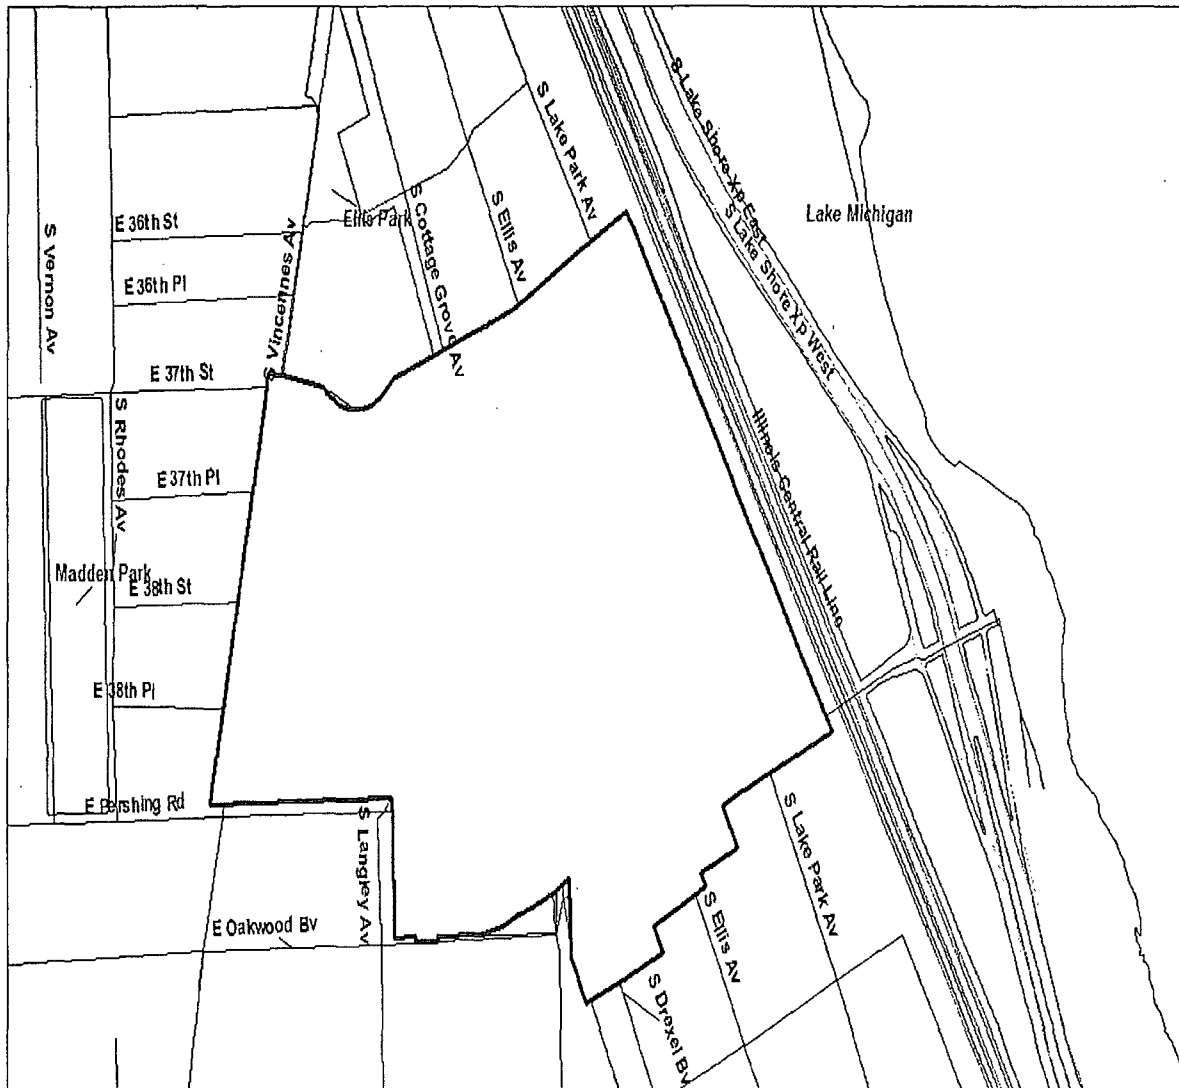 S Lake Shore Xp East
S Lake Park Av
Lake Michigan
Ellis Park
S Cottage Grove Av
S Ellis Av
S Lake Shore Xp West
E 36th St
S Vernon Av
S Vincennes Av
E 36th Pl
E 37th St
S Rhodes Av
Illinois Central Rail Line
E 37th Pl
Madden Park
E 38th St
E 38th Pl
E Pershing Rd
S Langley Av
S Lake Park Av
E Oakwood Bv
S Ellis Av
S Drexel Bv